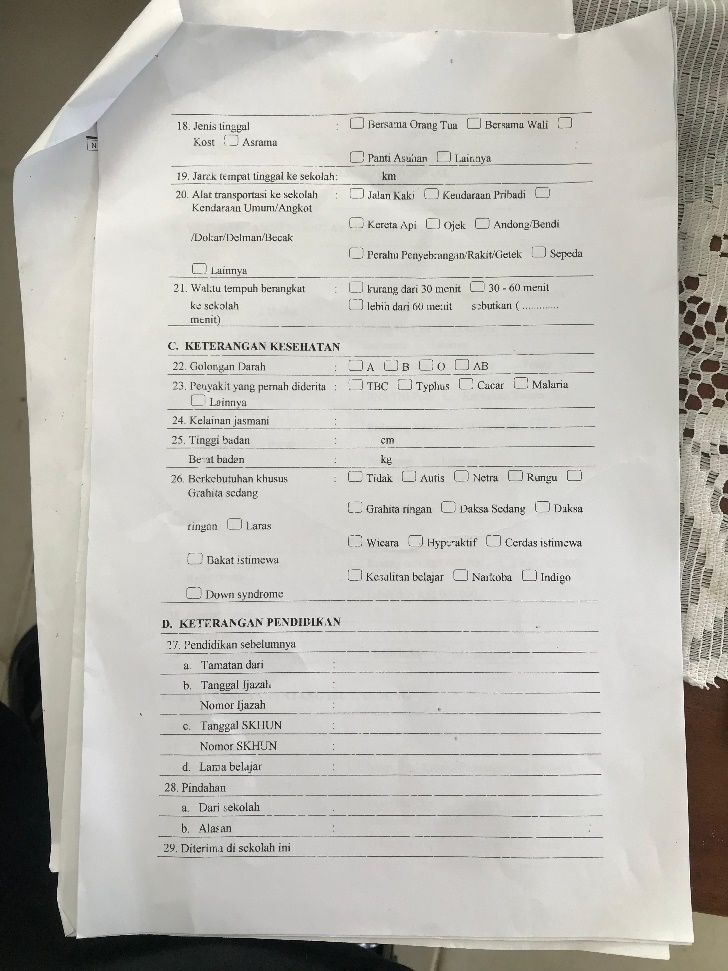 18. Jenis tinggal : ☐ Bersama Orang Tua ☐ Bersama Wali ☐
Kost ☐ Asrama
☐ Panti Asuhan ☐ Lainnya
19. Jarak tempat tinggal ke sekolah: km
20. Alat transportasi ke sekolah : ☐ Jalan Kaki ☐ Kendaraan Pribadi ☐
Kendaraan Umum/Angkot
☐ Kereta Api ☐ Ojek ☐ Andong/Bendi
/Dokar/Delman/Becak
☐ Perahu Penyebrangan/Rakit/Getek ☐ Sepeda
☐ Lainnya
21. Waktu tempuh berangkat : ☐ kurang dari 30 menit ☐ 30 - 60 menit
ke sekolah ☐ lebih dari 60 menit sebutkan ( ............
menit)
C. KETERANGAN KESEHATAN
22. Golongan Darah : ☐ A ☐ B ☐ O ☐ AB
23. Penyakit yang pernah diderita : ☐ TBC ☐ Typhus ☐ Cacar ☐ Malaria
☐ Lainnya
24. Kelainan jasmani :
25. Tinggi badan : cm
Berat badan : kg
26. Berkebutuhan khusus : ☐ Tidak ☐ Autis ☐ Netra ☐ Rungu ☐
Grahita sedang
☐ Grahita ringan ☐ Daksa Sedang ☐ Daksa
ringan ☐ Laras
☐ Wicara ☐ Hyperaktif ☐ Cerdas istimewa
☐ Bakat istimewa
☐ Kesulitan belajar ☐ Narkoba ☐ Indigo
☐ Down syndrome
D. KETERANGAN PENDIDIKAN
27. Pendidikan sebelumnya
a. Tamatan dari :
b. Tanggal Ijazah :
Nomor Ijazah :
c. Tanggal SKHUN :
Nomor SKHUN :
d. Lama belajar :
28. Pindahan
a. Dari sekolah :
b. Alasan : :
29. Diterima di sekolah ini